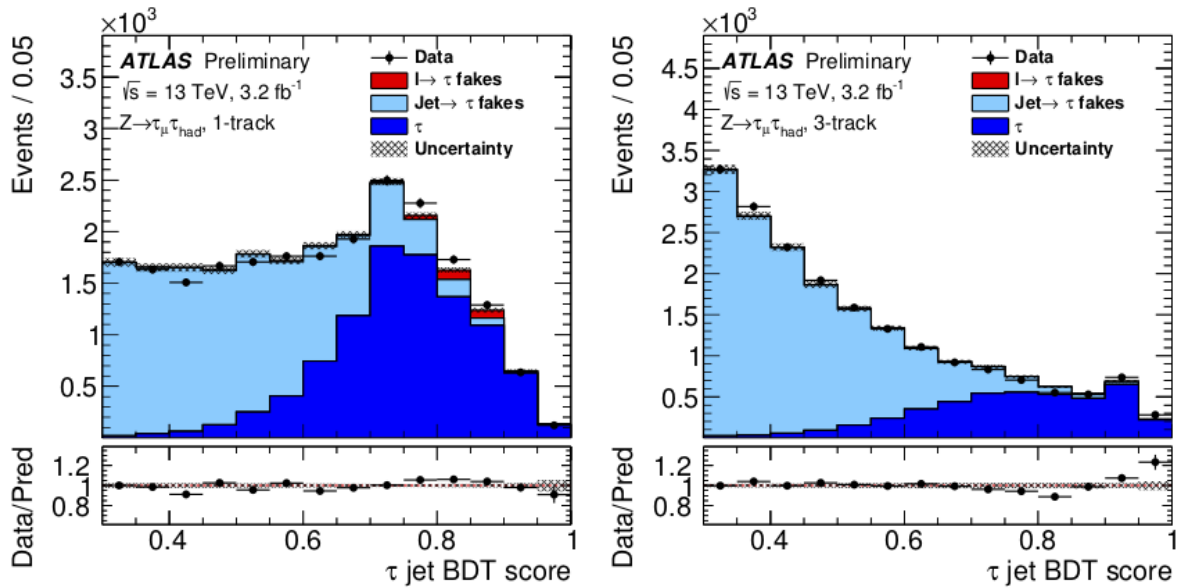 ×10³
Events / 0.05
ATLAS Preliminary
√s = 13 TeV, 3.2 fb⁻¹
Z→τμτhad, 1-track
Data
l→ τ fakes
Jet→ τ fakes
τ
Uncertainty
3.5
3
2.5
2
1.5
1
0.5
Data/Pred
1.2
1
0.8
0.4 0.6 0.8 1
τ jet BDT score
×10³
Events / 0.05
ATLAS Preliminary
√s = 13 TeV, 3.2 fb⁻¹
Z→τμτhad, 3-track
Data
l→ τ fakes
Jet→ τ fakes
τ
Uncertainty
4.5
4
3.5
3
2.5
2
1.5
1
0.5
Data/Pred
1.2
1
0.8
0.4 0.6 0.8 1
τ jet BDT score